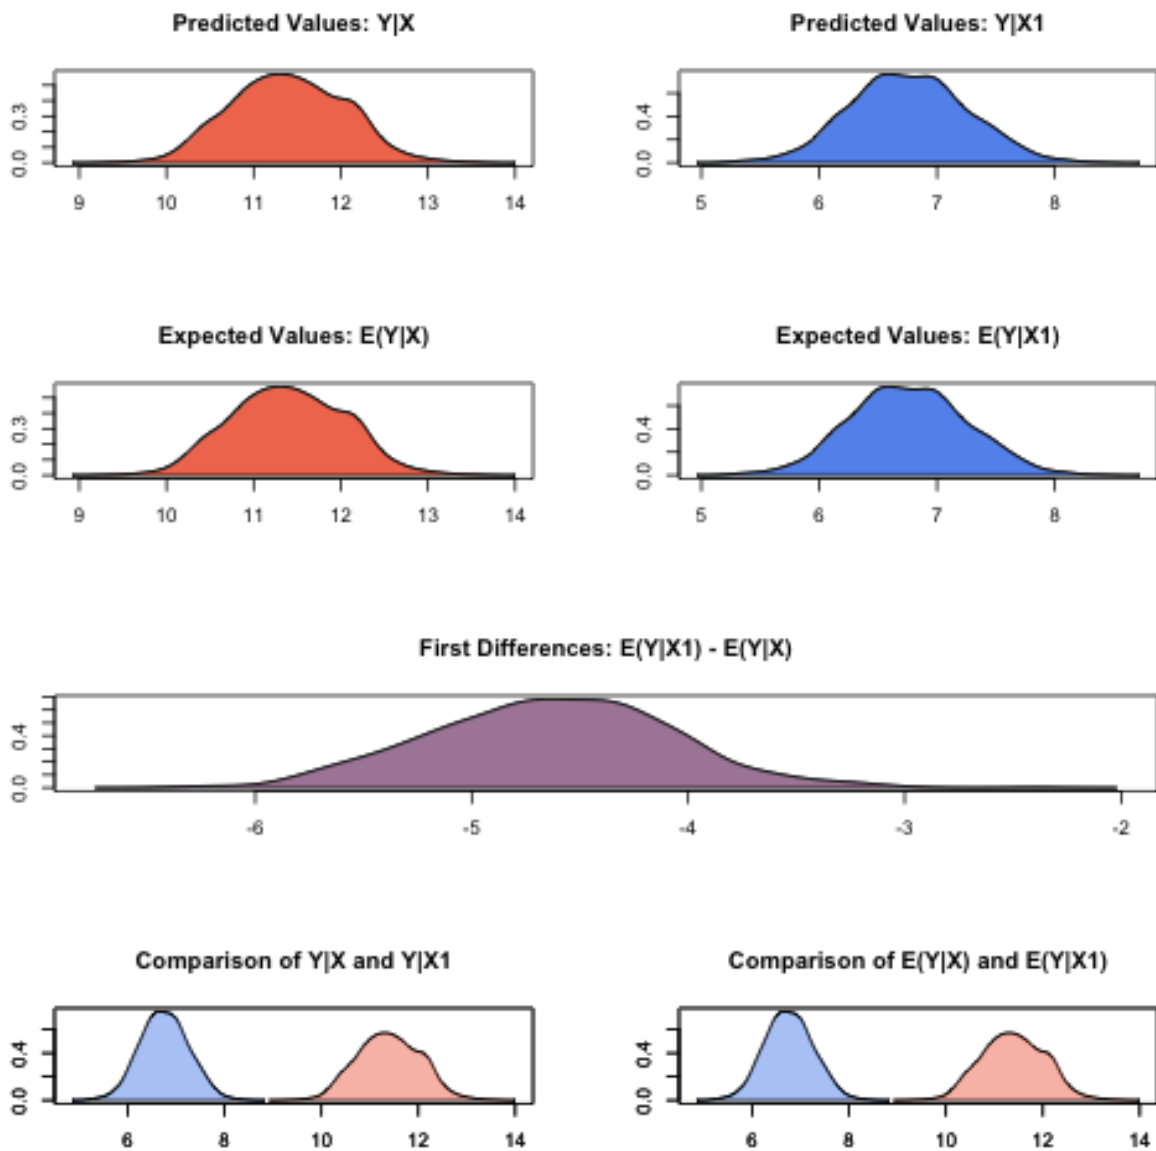 Predicted Values: Y|X
0.0 0.3
9 10 11 12 13 14
Predicted Values: Y|X1
0.0 0.4
5 6 7 8
Expected Values: E(Y|X)
0.0 0.3
9 10 11 12 13 14
Expected Values: E(Y|X1)
0.0 0.4
5 6 7 8
First Differences: E(Y|X1) - E(Y|X)
0.0 0.4
-6 -5 -4 -3 -2
Comparison of Y|X and Y|X1
0.0 0.4
6 8 10 12 14
Comparison of E(Y|X) and E(Y|X1)
0.0 0.4
6 8 10 12 14